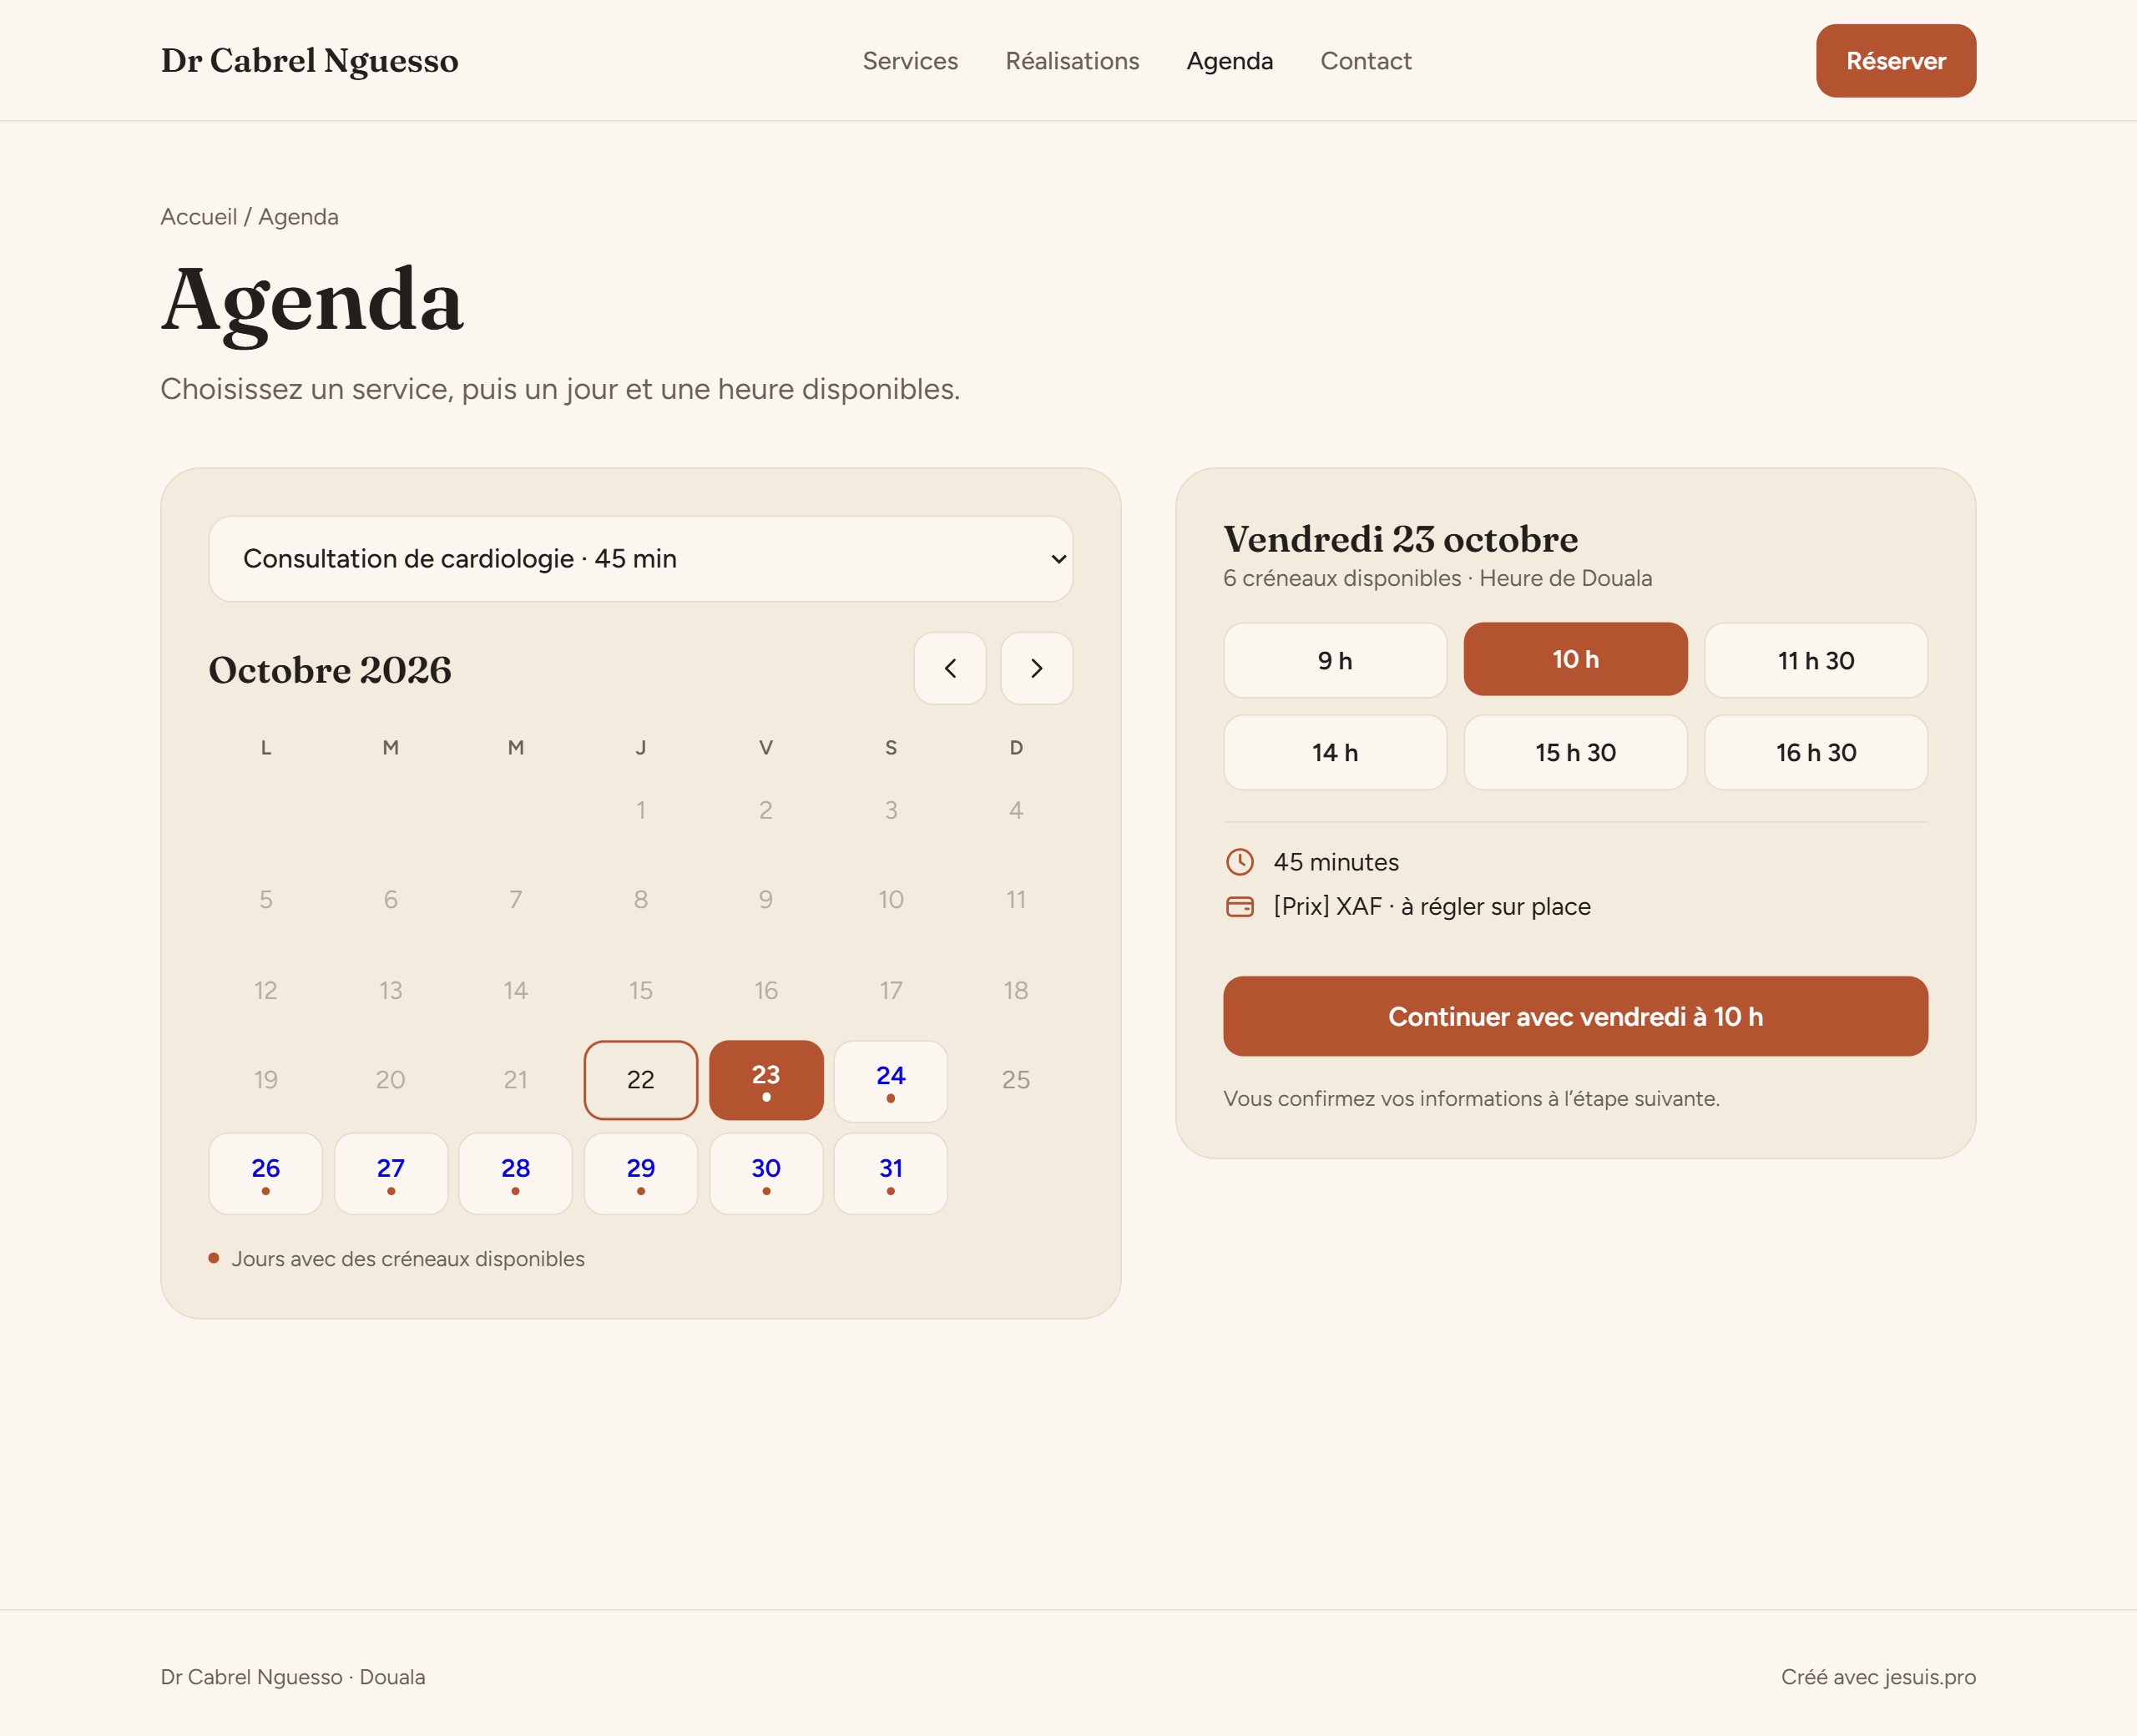 Dr Cabrel Nguesso
Services Réalisations Agenda Contact
Réserver
Accueil / Agenda
Agenda
Choisissez un service, puis un jour et une heure disponibles.
Consultation de cardiologie · 45 min
Octobre 2026
L M M J V S D
1 2 3 4
5 6 7 8 9 10 11
12 13 14 15 16 17 18
19 20 21 22 23 24 25
26 27 28 29 30 31
Jours avec des créneaux disponibles
Vendredi 23 octobre
6 créneaux disponibles · Heure de Douala
9 h 10 h 11 h 30
14 h 15 h 30 16 h 30
45 minutes
[Prix] XAF · à régler sur place
Continuer avec vendredi à 10 h
Vous confirmez vos informations à l’étape suivante.
Dr Cabrel Nguesso · Douala
Créé avec jesuis.pro